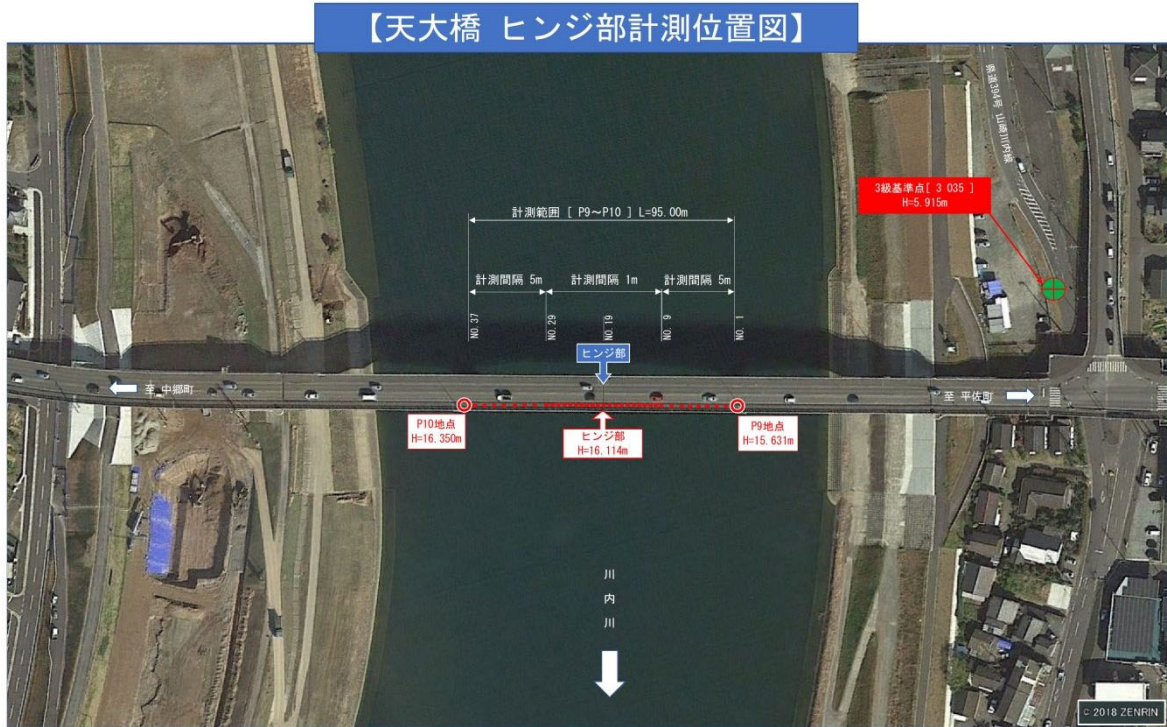 【天大橋 ヒンジ部計測位置図】
県道394号 山崎川内線
3級基準点[ 3 035 ]
H=5.915m
計測範囲 [ P9～P10 ] L=95.00m
計測間隔 5m
計測間隔 1m
計測間隔 5m
NO.37
NO.29
NO.19
NO. 9
NO. 1
ヒンジ部
至 中郷町
至 平佐町
P10地点
H=16.350m
ヒンジ部
H=16.114m
P9地点
H=15.631m
川内川
© 2018 ZENRIN